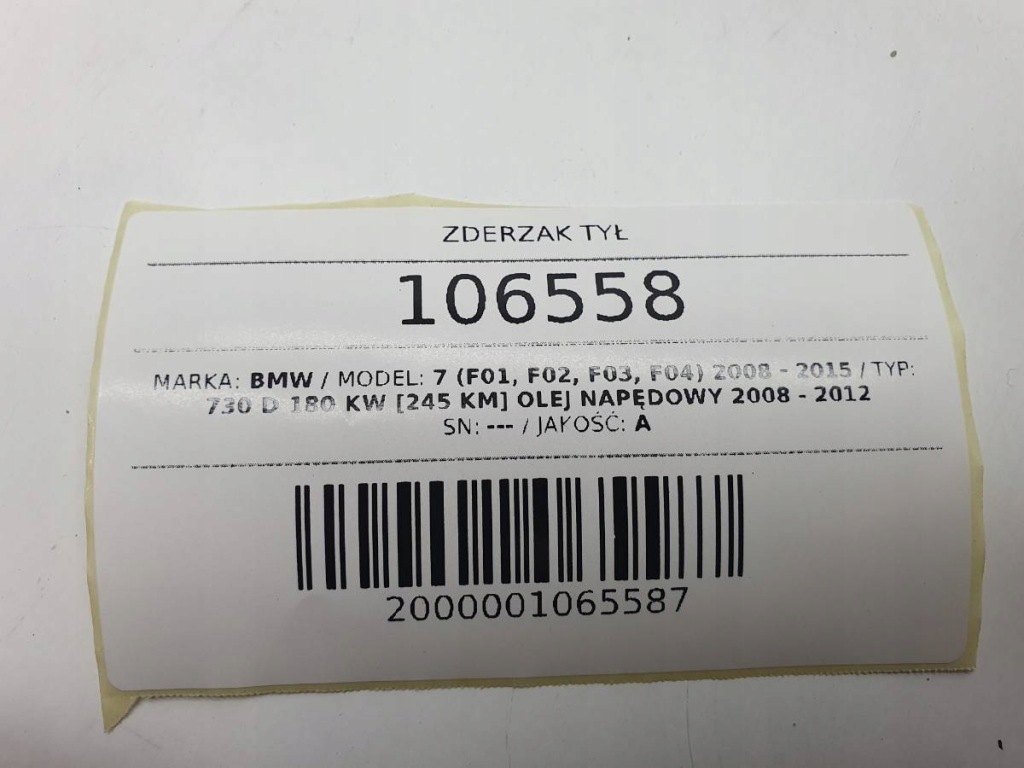 ZDERZAK TYŁ
106558
MARKA: BMW / MODEL: 7 (F01, F02, F03, F04) 2008 - 2015 / TYP:
730 D 180 KW [245 KM] OLEJ NAPĘDOWY 2008 - 2012
SN: --- / JAKOŚĆ: A
2000001065587